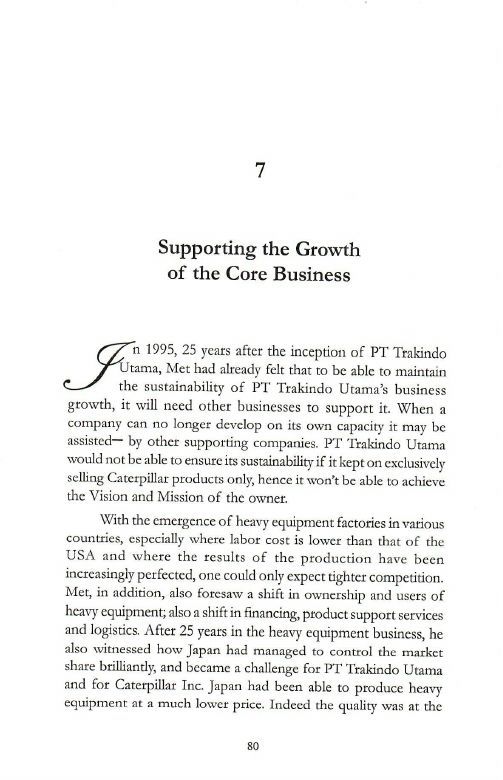 7
Supporting the Growth
of the Core Business
In 1995, 25 years after the inception of PT Trakindo
Utama, Met had already felt that to be able to maintain
the sustainability of PT Trakindo Utama's business
growth, it will need other businesses to support it. When a
company can no longer develop on its own capacity it may be
assisted— by other supporting companies. PT Trakindo Utama
would not be able to ensure its sustainability if it kept on exclusively
selling Caterpillar products only, hence it won't be able to achieve
the Vision and Mission of the owner.
With the emergence of heavy equipment factories in various
countries, especially where labor cost is lower than that of the
USA and where the results of the production have been
increasingly perfected, one could only expect tighter competition.
Met, in addition, also foresaw a shift in ownership and users of
heavy equipment; also a shift in financing, product support services
and logistics. After 25 years in the heavy equipment business, he
also witnessed how Japan had managed to control the market
share brilliantly, and became a challenge for PT Trakindo Utama
and for Caterpillar Inc. Japan had been able to produce heavy
equipment at a much lower price. Indeed the quality was at the
80